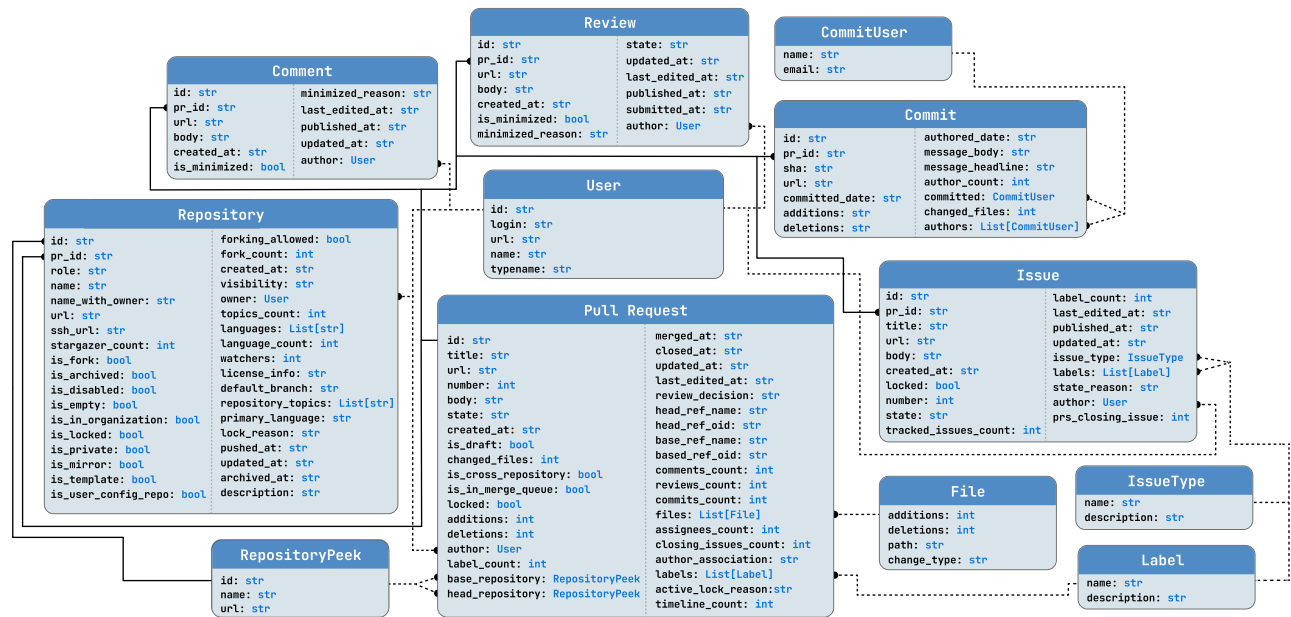 Review
id: str
pr_id: str
url: str
body: str
created_at: str
is_minimized: bool
minimized_reason: str
state: str
updated_at: str
last_edited_at: str
published_at: str
submitted_at: str
author: User
CommitUser
name: str
email: str
Comment
id: str
pr_id: str
url: str
body: str
created_at: str
is_minimized: bool
minimized_reason: str
last_edited_at: str
published_at: str
updated_at: str
author: User
Commit
id: str
pr_id: str
sha: str
url: str
committed_date: str
additions: str
deletions: str
authored_date: str
message_body: str
message_headline: str
author_count: int
committed: CommitUser
changed_files: int
authors: List[CommitUser]
User
id: str
login: str
url: str
name: str
typename: str
Repository
id: str
pr_id: str
role: str
name: str
name_with_owner: str
url: str
ssh_url: str
stargazer_count: int
is_fork: bool
is_archived: bool
is_disabled: bool
is_empty: bool
is_in_organization: bool
is_locked: bool
is_private: bool
is_mirror: bool
is_template: bool
is_user_config_repo: bool
forking_allowed: bool
fork_count: int
created_at: str
visibility: str
owner: User
topics_count: int
languages: List[str]
language_count: int
watchers: int
license_info: str
default_branch: str
repository_topics: List[str]
primary_language: str
lock_reason: str
pushed_at: str
updated_at: str
archived_at: str
description: str
Pull Request
id: str
title: str
url: str
number: int
body: str
state: str
created_at: str
is_draft: bool
changed_files: int
is_cross_repository: bool
is_in_merge_queue: bool
locked: bool
additions: int
deletions: int
author: User
label_count: int
base_repository: RepositoryPeek
head_repository: RepositoryPeek
merged_at: str
closed_at: str
updated_at: str
last_edited_at: str
review_decision: str
head_ref_name: str
head_ref_oid: str
base_ref_name: str
based_ref_oid: str
comments_count: int
reviews_count: int
commits_count: int
files: List[File]
assignees_count: int
closing_issues_count: int
author_association: str
labels: List[Label]
active_lock_reason:str
timeline_count: int
Issue
id: str
pr_id: str
title: str
url: str
body: str
created_at: str
locked: bool
number: int
state: str
tracked_issues_count: int
label_count: int
last_edited_at: str
published_at: str
updated_at: str
issue_type: IssueType
labels: List[Label]
state_reason: str
author: User
prs_closing_issue: int
File
additions: int
deletions: int
path: str
change_type: str
IssueType
name: str
description: str
RepositoryPeek
id: str
name: str
url: str
Label
name: str
description: str